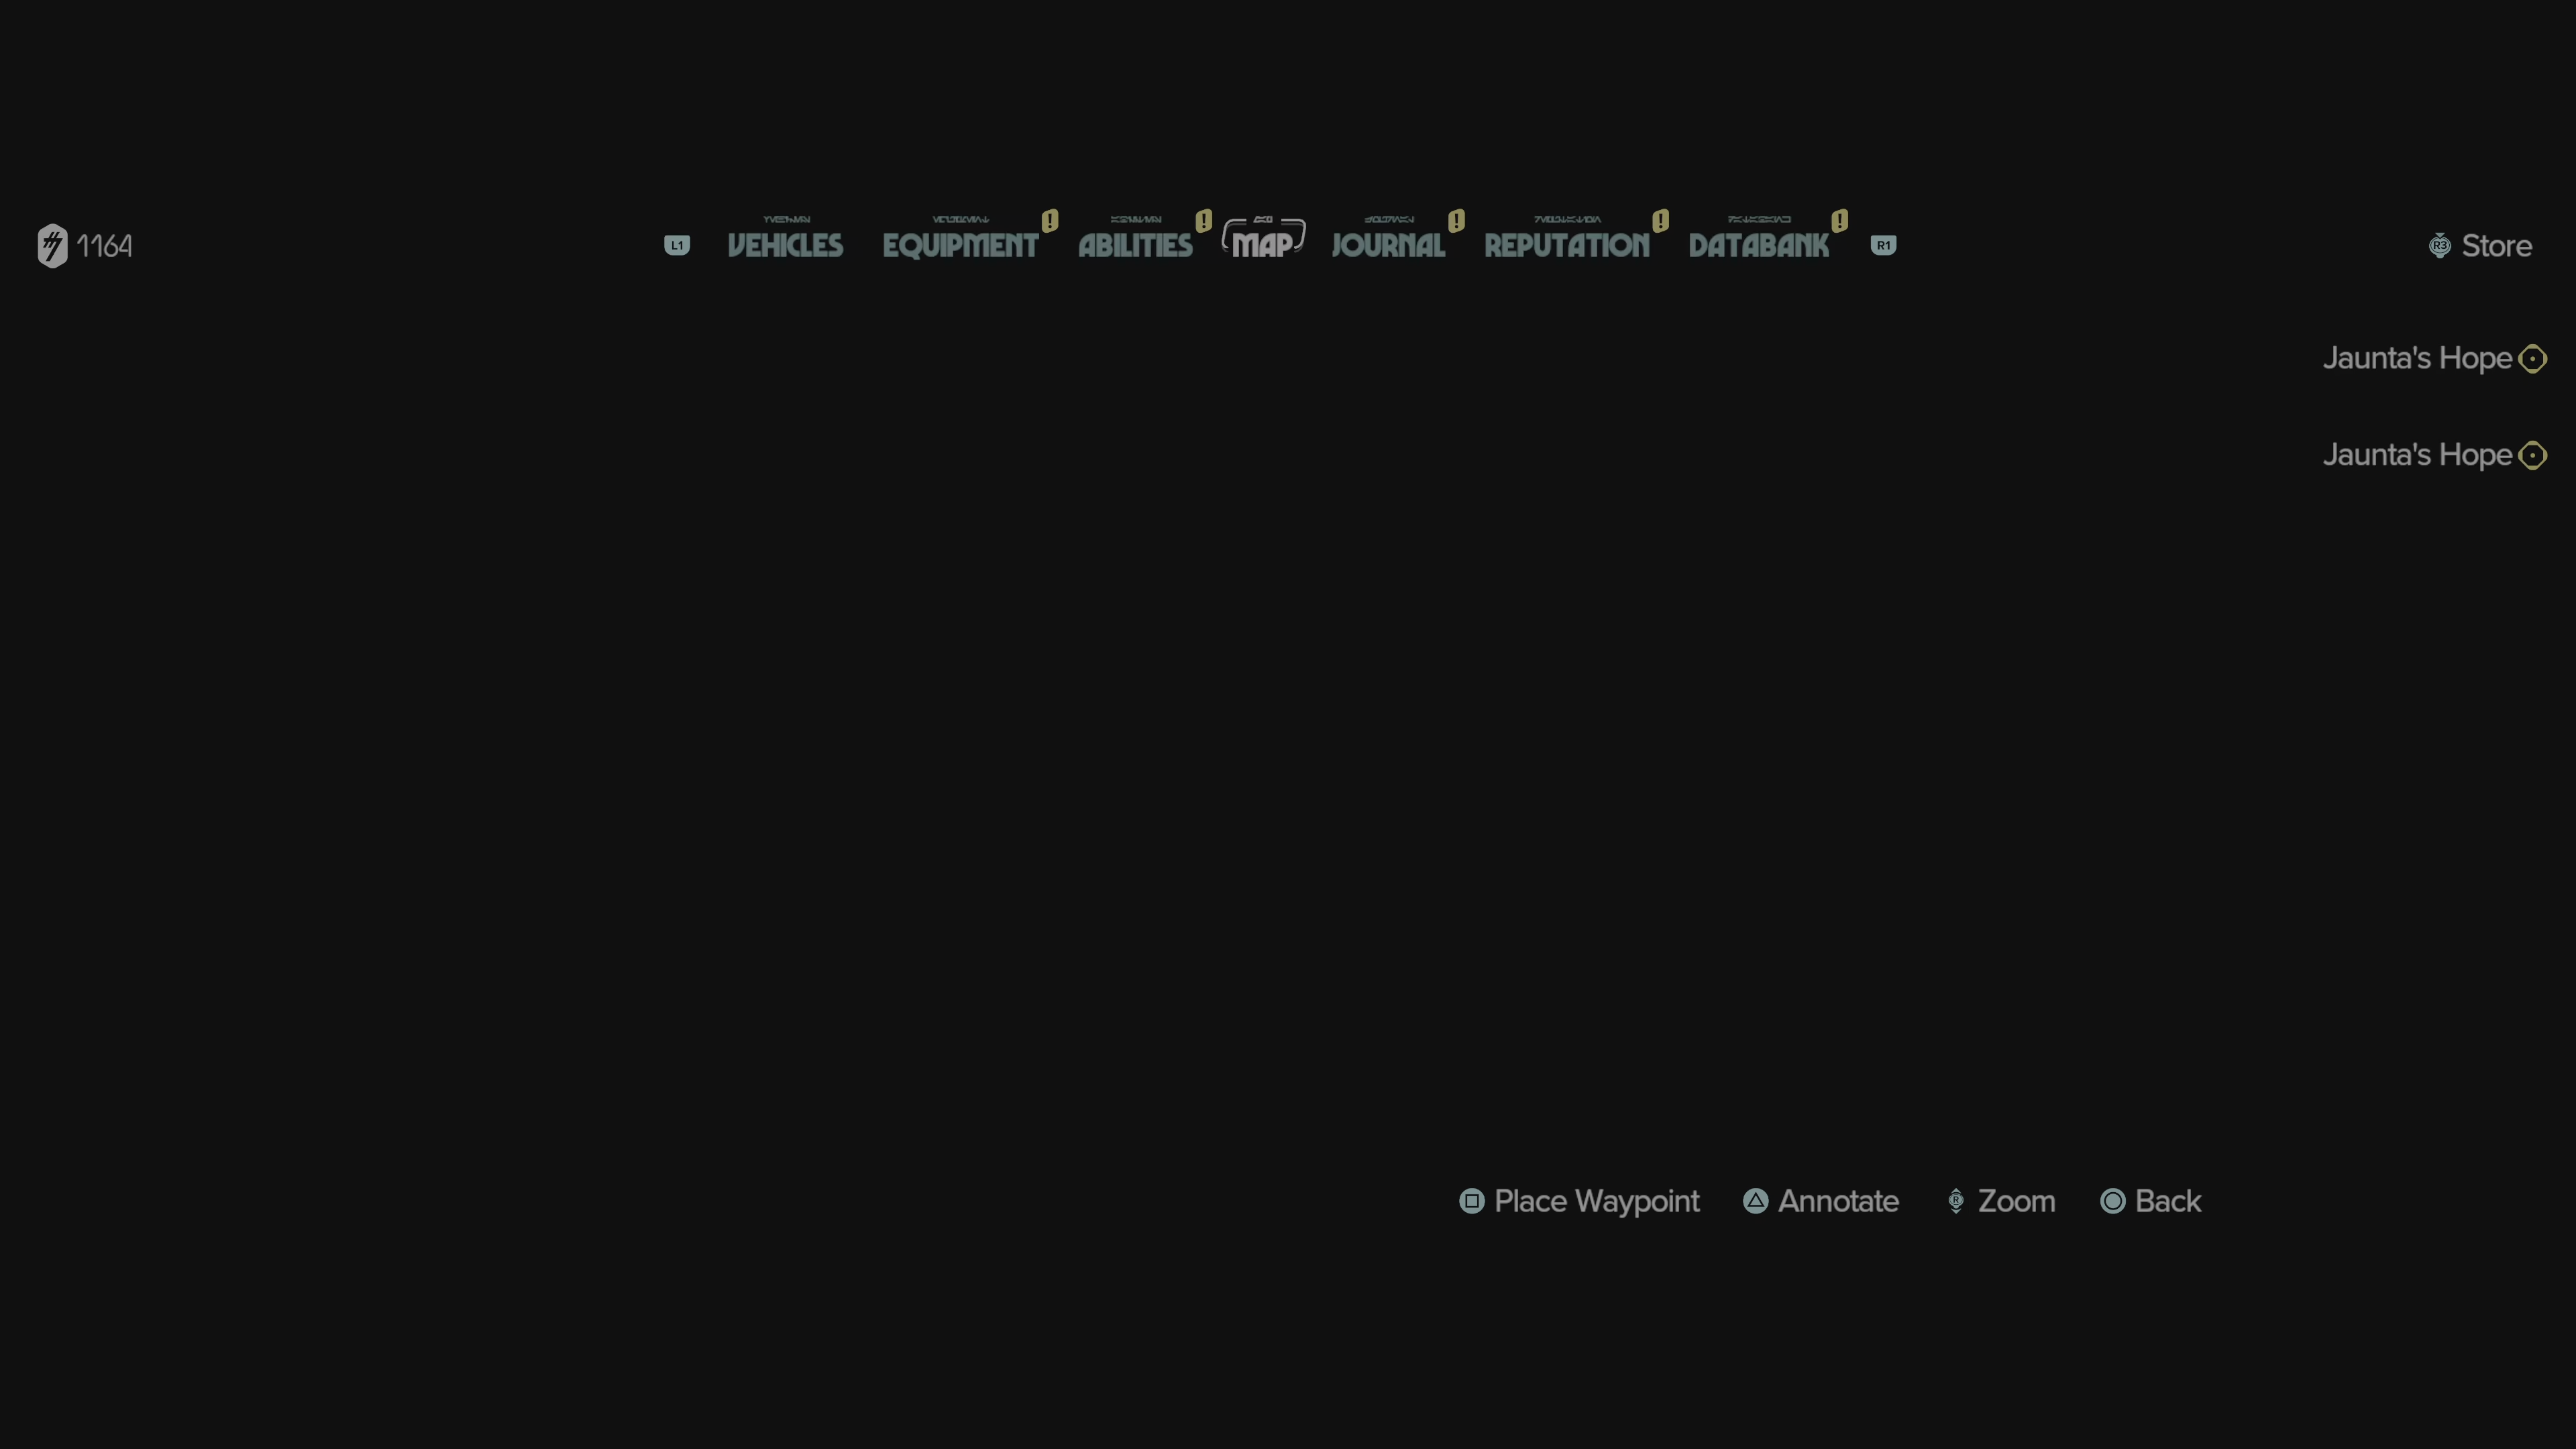 1164
L1 VEHICLES EQUIPMENT ! ABILITIES ! MAP JOURNAL ! REPUTATION ! DATABANK ! R1
R3 Store
Jaunta's Hope
Jaunta's Hope
Place Waypoint Annotate R Zoom Back